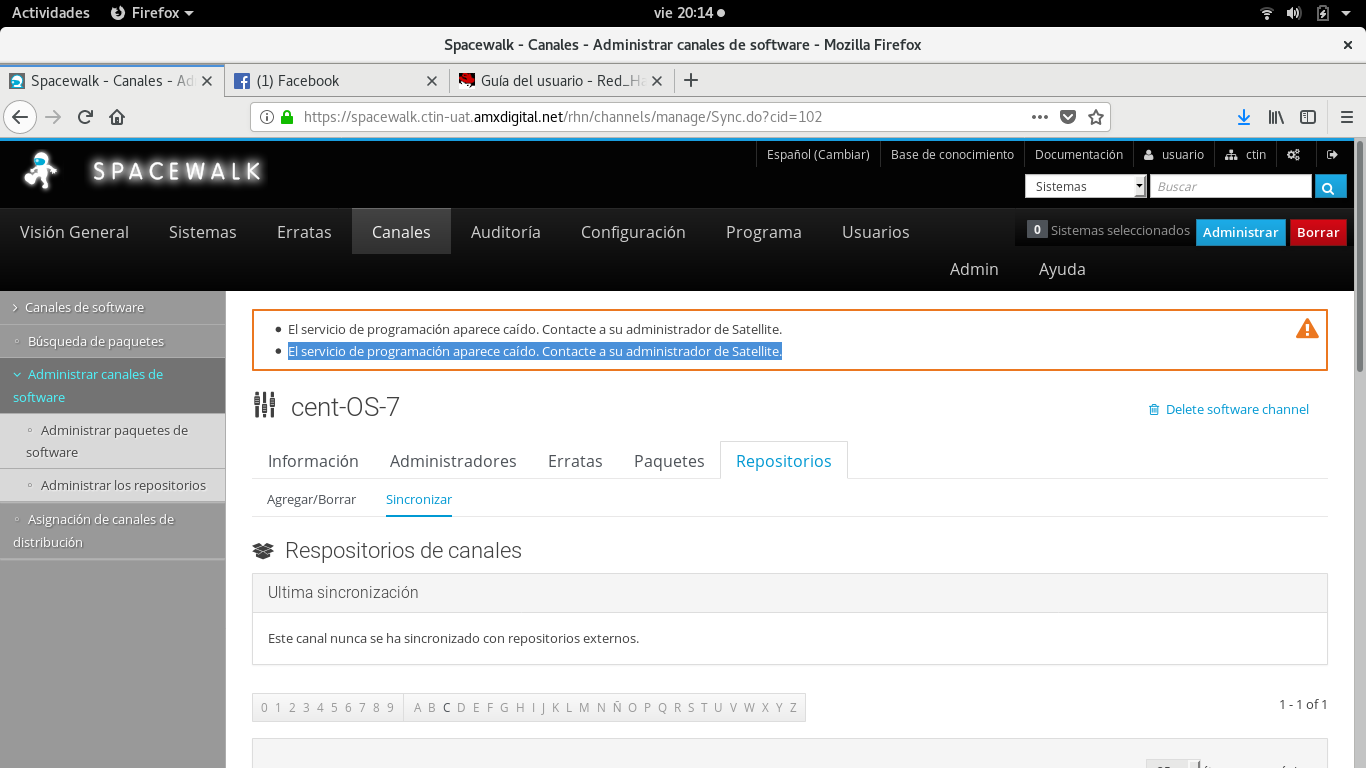 Actividades Firefox vie 20:14
Spacewalk - Canales - Administrar canales de software - Mozilla Firefox
Spacewalk - Canales - Ad (1) Facebook Guía del usuario - Red_Ha
https://spacewalk.ctin-uat.amxdigital.net/rhn/channels/manage/Sync.do?cid=102
SPACEWALK
Español (Cambiar) Base de conocimiento Documentación usuario ctin
Sistemas Buscar
Visión General Sistemas Erratas Canales Auditoría Configuración Programa Usuarios
0 Sistemas seleccionados Administrar Borrar
Admin Ayuda
Canales de software
Búsqueda de paquetes
Administrar canales de
software
Administrar paquetes de
software
Administrar los repositorios
Asignación de canales de
distribución
El servicio de programación aparece caído. Contacte a su administrador de Satellite.
El servicio de programación aparece caído. Contacte a su administrador de Satellite.
cent-OS-7
Delete software channel
Información Administradores Erratas Paquetes Repositorios
Agregar/Borrar Sincronizar
Respositorios de canales
Ultima sincronización
Este canal nunca se ha sincronizado con repositorios externos.
0 1 2 3 4 5 6 7 8 9 A B C D E F G H I J K L M N Ñ O P Q R S T U V W X Y Z
1 - 1 of 1